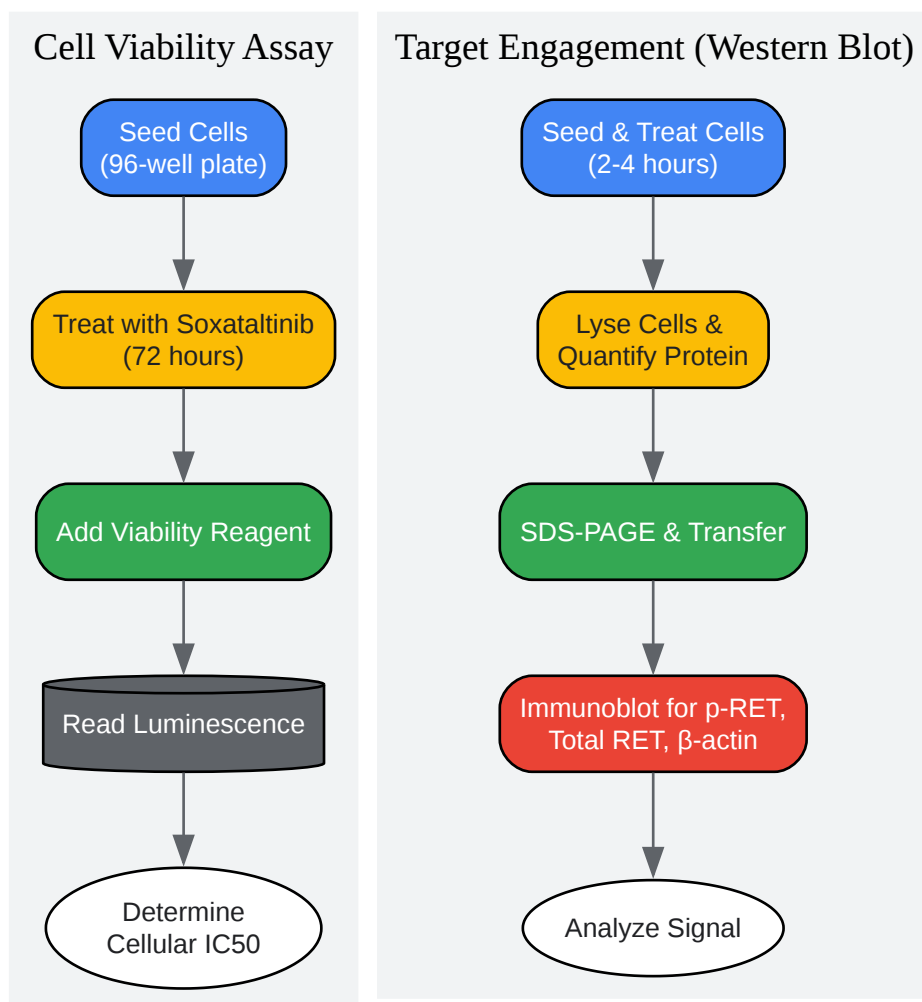 Cell Viability Assay
Seed Cells
(96-well plate)
Treat with Soxataltinib
(72 hours)
Add Viability Reagent
Read Luminescence
Determine
Cellular IC50
Target Engagement (Western Blot)
Seed & Treat Cells
(2-4 hours)
Lyse Cells &
Quantify Protein
SDS-PAGE & Transfer
Immunoblot for p-RET,
Total RET, β-actin
Analyze Signal